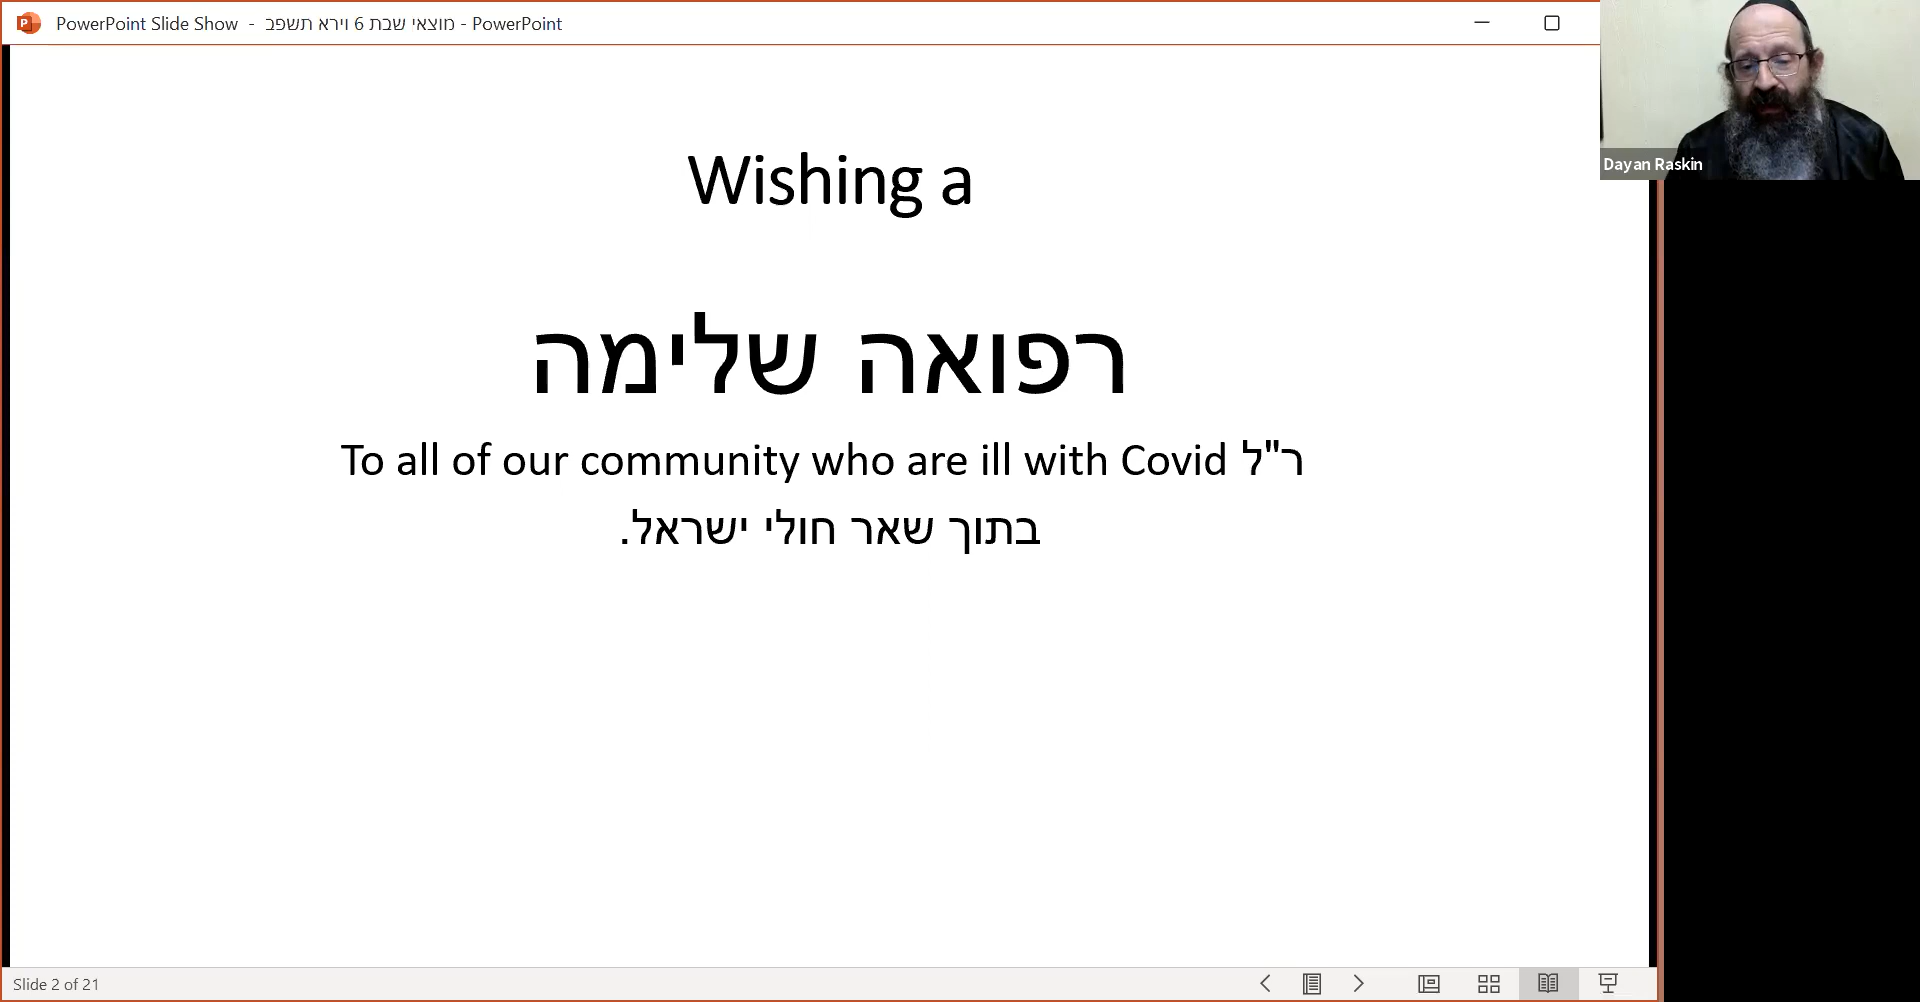 PowerPoint Slide Show - מוצאי שבת 6 וירא תשפב - PowerPoint
Dayan Raskin
Wishing a
רפואה שלימה
To all of our community who are ill with Covid ר"ל
בתוך שאר חולי ישראל.
Slide 2 of 21